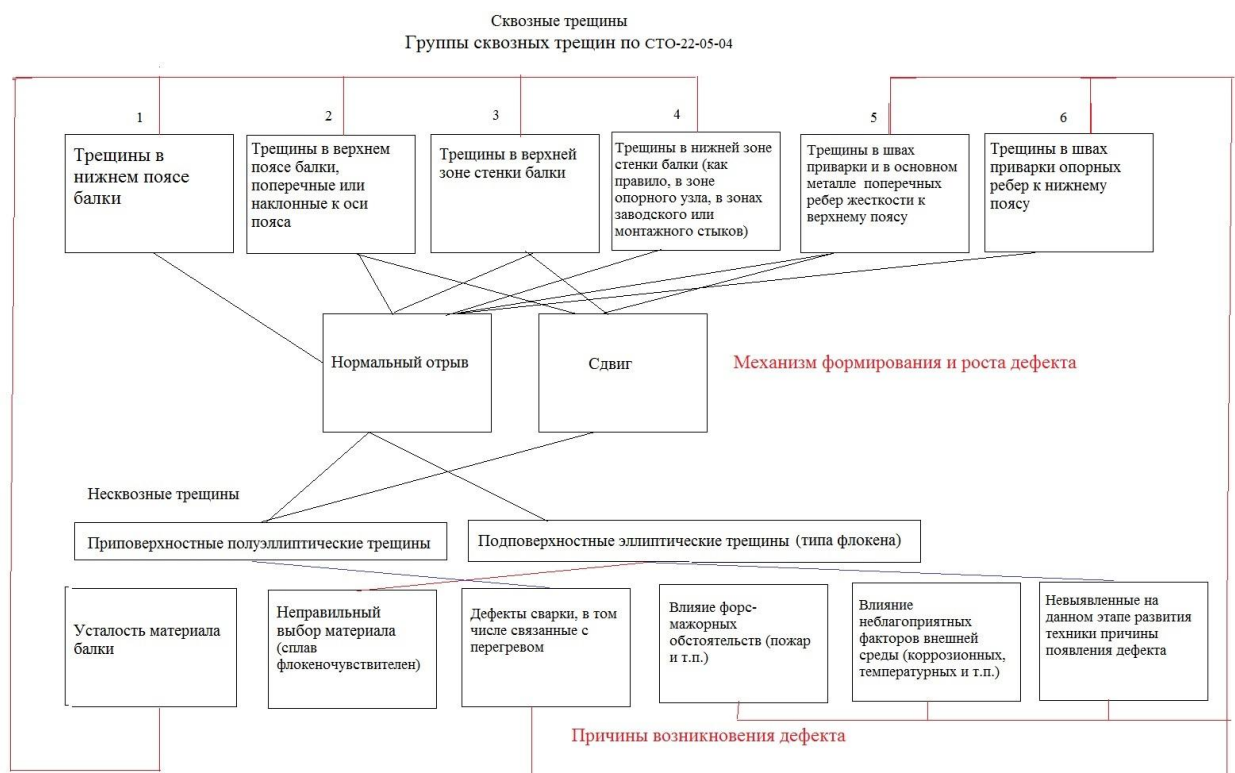 Сквозные трещины
Группы сквозных трещин по СТО-22-05-04
1
2
3
4
5
6
Трещины в
нижнем поясе
балки
Трещины в верхнем
поясе балки,
поперечные или
наклонные к оси
пояса
Трещины в верхней
зоне стенки балки
Трещины в нижней зоне
стенки балки (как
правило, в зоне
опорного узла, в зонах
заводского или
монтажного стыков)
Трещины в швах
приварки и в основном
металле поперечных
ребер жесткости к
верхнему поясу
Трещины в швах
приварки опорных
ребер к нижнему
поясу
Нормальный отрыв
Сдвиг
Механизм формирования и роста дефекта
Несквозные трещины
Приповерхностные полуэллиптические трещины
Подповерхностные эллиптические трещины (типа флокена)
Усталость материала
балки
Неправильный
выбор материала
(сплав
флокеночувствителен)
Дефекты сварки, в том
числе связанные с
перегревом
Влияие форс-
мажорных
обстоятельств (пожар
и т.п.)
Влияние
неблагоприятных
факторов внешней
среды (коррозионных,
температурных и т.п.)
Невыявленные на
данном этапе развития
техники причины
появления дефекта
Причины возникновения дефекта